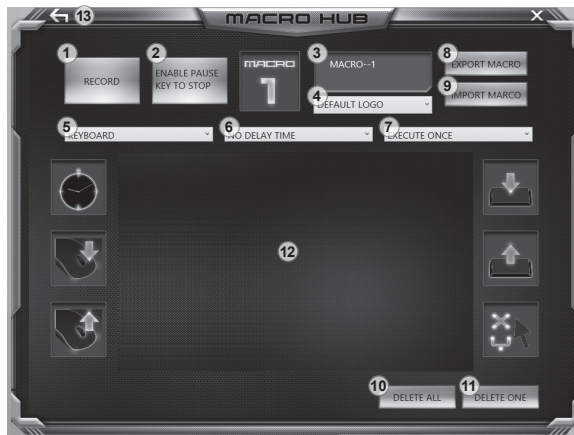 13 MACRO HUB
1 RECORD
2 ENABLE PAUSE
KEY TO STOP
MACRO
1
3 MACRO--1
4 DEFAULT LOGO
8 EXPORT MACRO
9 IMPORT MARCO
5 KEYBOARD
6 NO DELAY TIME
7 EXECUTE ONCE
12
10 DELETE ALL
11 DELETE ONE